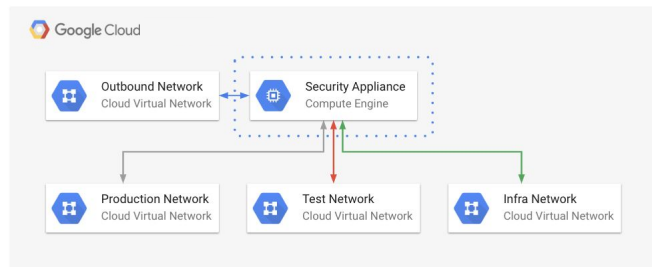 Google Cloud
Outbound Network
Cloud Virtual Network
Security Appliance
Compute Engine
Production Network
Cloud Virtual Network
Test Network
Cloud Virtual Network
Infra Network
Cloud Virtual Network